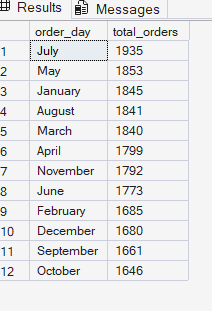 Results Messages
order_day total_orders
1 July 1935
2 May 1853
3 January 1845
4 August 1841
5 March 1840
6 April 1799
7 November 1792
8 June 1773
9 February 1685
10 December 1680
11 September 1661
12 October 1646